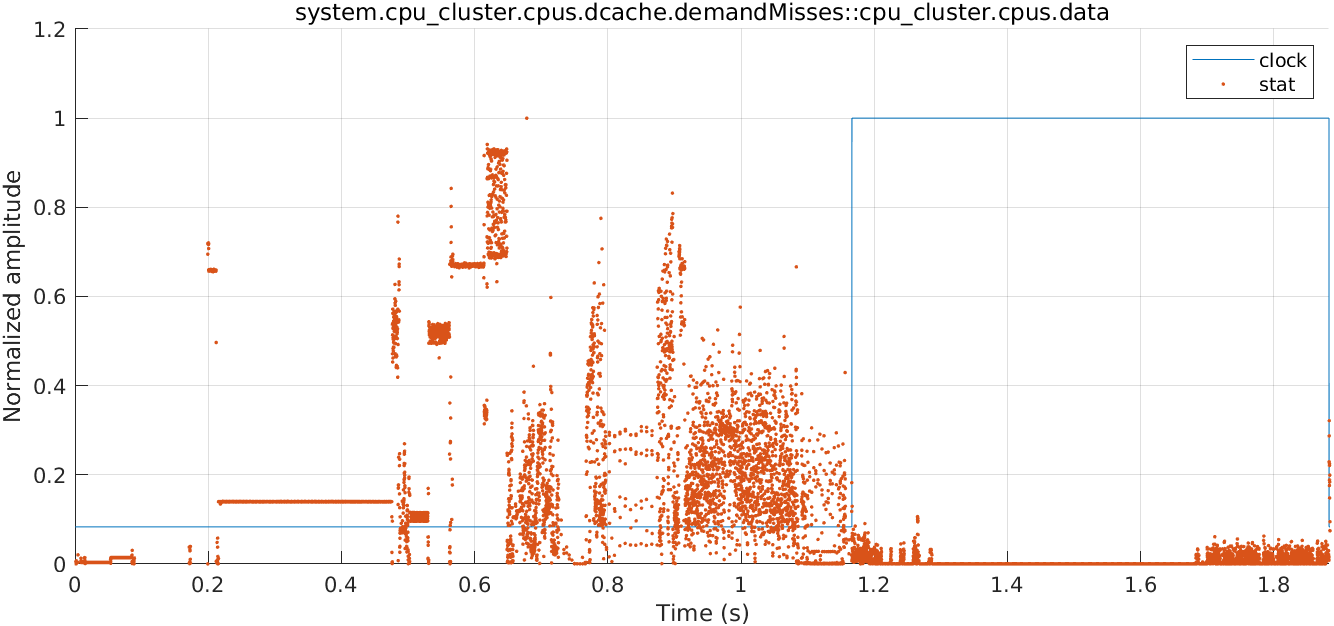 system.cpu_cluster.cpus.dcache.demandMisses::cpu_cluster.cpus.data
1.2
1
0.8
0.6
0.4
0.2
0
Normalized amplitude
clock
stat
0 0.2 0.4 0.6 0.8 1 1.2 1.4 1.6 1.8
Time (s)